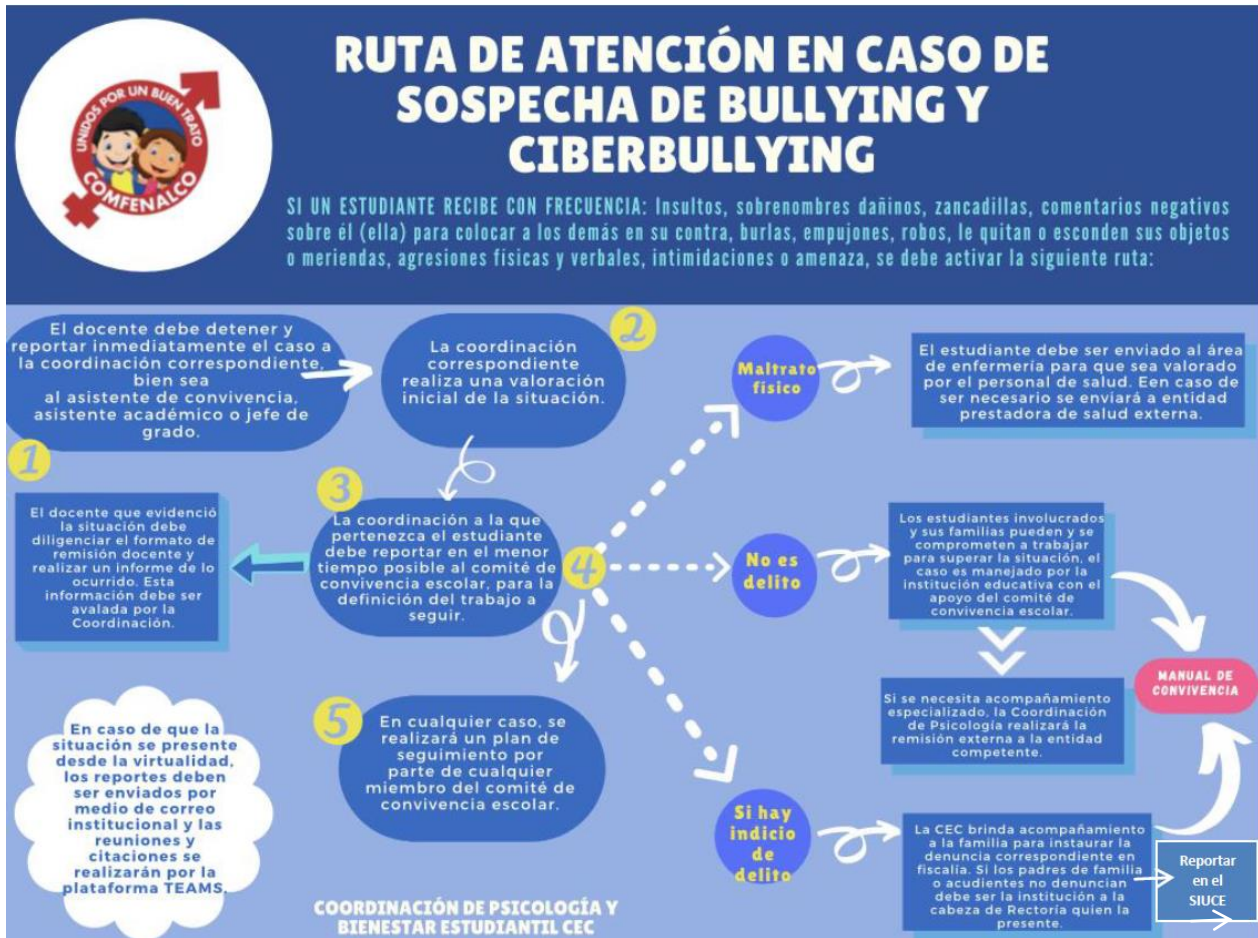 UNIDOS POR UN BUEN TRATO
COMFENALCO
RUTA DE ATENCIÓN EN CASO DE
SOSPECHA DE BULLYING Y
CIBERBULLYING
SI UN ESTUDIANTE RECIBE CON FRECUENCIA: Insultos, sobrenombres dañinos, zancadillas, comentarios negativos
sobre él (ella) para colocar a los demás en su contra, burlas, empujones, robos, le quitan o esconden sus objetos
o meriendas, agresiones físicas y verbales, intimidaciones o amenaza, se debe activar la siguiente ruta:
1
El docente debe detener y
reportar inmediatamente el caso a
la coordinación correspondiente,
bien sea
al asistente de convivencia,
asistente académico o jefe de
grado.
2
La coordinación
correspondiente
realiza una valoración
inicial de la situación.
3
La coordinación a la que
pertenezca el estudiante
debe reportar en el menor
tiempo posible al comité de
convivencia escolar, para la
definición del trabajo a
seguir.
El docente que evidenció
la situación debe
diligenciar el formato de
remisión docente y
realizar un informe de lo
ocurrido. Esta
información debe ser
avalada por la
Coordinación.
4
Maltrato
físico
El estudiante debe ser enviado al área
de enfermería para que sea valorado
por el personal de salud. Een caso de
ser necesario se enviará a entidad
prestadora de salud externa.
No es
delito
Los estudiantes involucrados
y sus familias pueden y se
comprometen a trabajar
para superar la situación, el
caso es manejado por la
institución educativa con el
apoyo del comité de
convivencia escolar.
Si se necesita acompañamiento
especializado, la Coordinación
de Psicología realizará la
remisión externa a la entidad
competente.
MANUAL DE
CONVIVENCIA
Si hay
indicio
de
delito
La CEC brinda acompañamiento
a la familia para instaurar la
denuncia correspondiente en
fiscalía. Si los padres de familia
o acudientes no denuncian
debe ser la institución a la
cabeza de Rectoría quien la
presente.
Reportar
en el
SIUCE
5
En cualquier caso, se
realizará un plan de
seguimiento por
parte de cualquier
miembro del comité de
convivencia escolar.
En caso de que la
situación se presente
desde la virtualidad,
los reportes deben
ser enviados por
medio de correo
institucional y las
reuniones y
citaciones se
realizarán por la
plataforma TEAMS.
COORDINACIÓN DE PSICOLOGÍA Y
BIENESTAR ESTUDIANTIL CEC